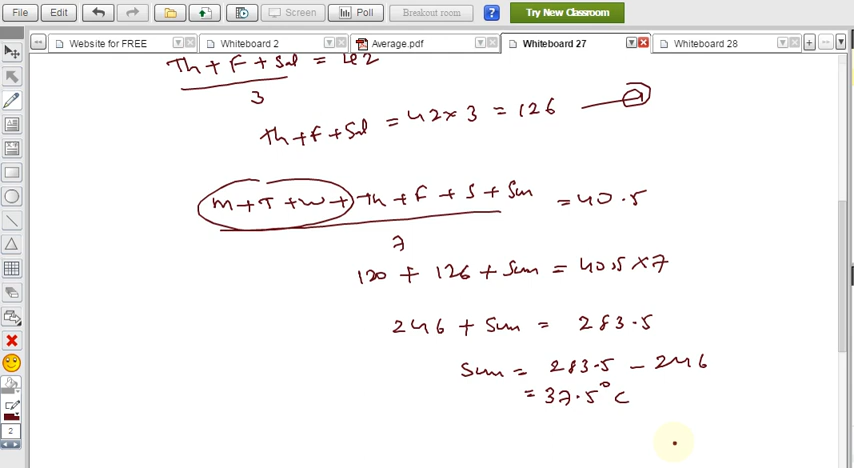 File Edit Screen Poll Breakout room ? Try New Classroom
Website for FREE Whiteboard 2 Average.pdf Whiteboard 27 Whiteboard 28
Th + F + Sat = 42
3
Th + F + Sat = 42 × 3 = 126
M + T + W + Th + F + S + Sun = 40.5
7
120 + 126 + Sun = 40.5 × 7
246 + Sun = 283.5
Sun = 283.5 - 246
= 37.5° C
2